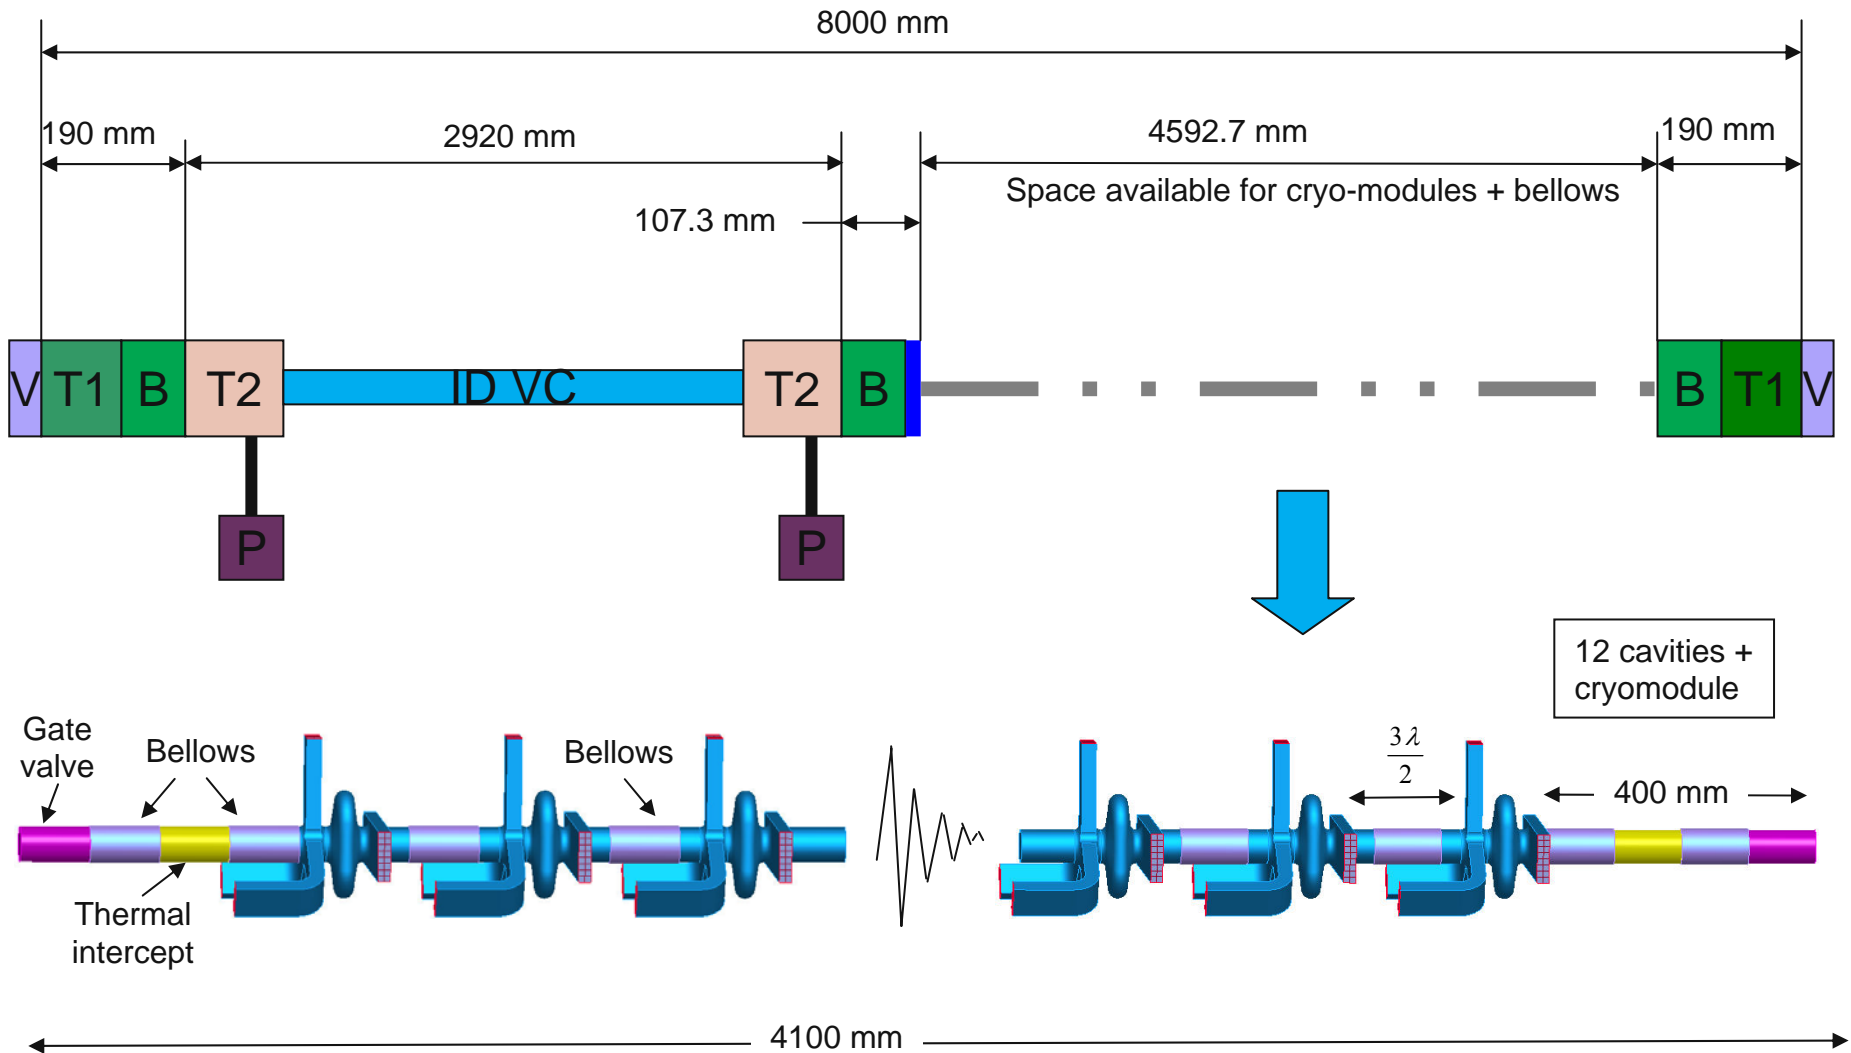 8000 mm
190 mm
2920 mm
4592.7 mm
190 mm
Space available for cryo-modules + bellows
107.3 mm
V T1 B T2 ID VC T2 B B T1 V
P P
12 cavities +
cryomodule
Gate
valve
Bellows
Bellows
3λ
2
400 mm
Thermal
intercept
4100 mm